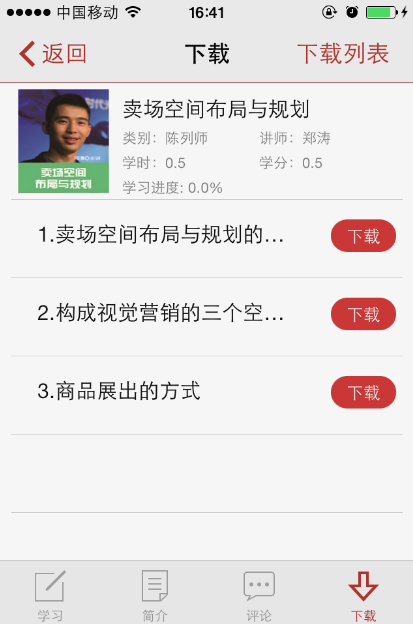 中国移动 16:41
返回 下载 下载列表
卖场空间布局与规划
类别：陈列师 讲师：郑涛
学时：0.5 学分：0.5
学习进度：0.0%
卖场空间
布局与规划
1.卖场空间布局与规划的... 下载
2.构成视觉营销的三个空... 下载
3.商品展出的方式 下载
学习 简介 评论 下载